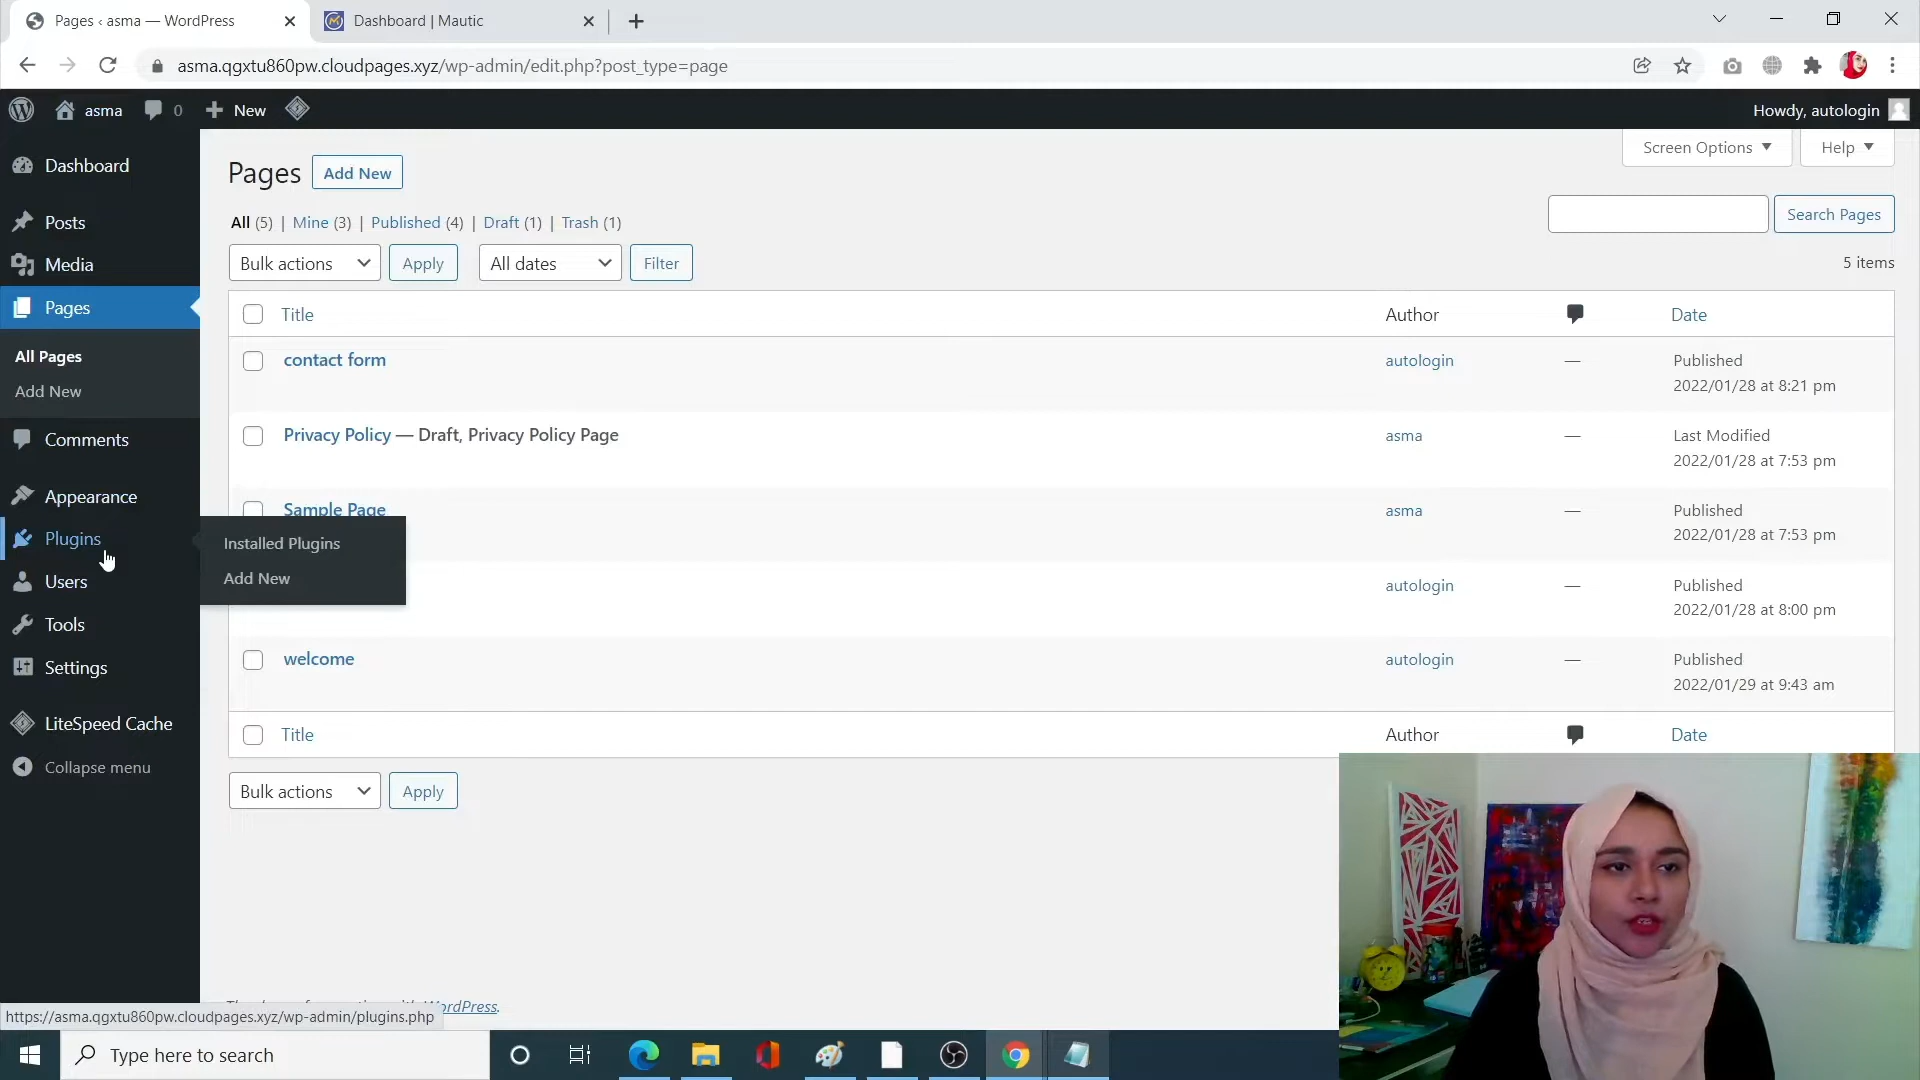 Pages ‹ asma — WordPress
Dashboard | Mautic
asma.qgxtu860pw.cloudpages.xyz/wp-admin/edit.php?post_type=page
asma 0 New
Howdy, autologin
Dashboard
Posts
Media
Pages
All Pages
Add New
Comments
Appearance
Plugins
Installed Plugins
Add New
Users
Tools
Settings
LiteSpeed Cache
Collapse menu
Screen Options
Help
Pages Add New
All (5) | Mine (3) | Published (4) | Draft (1) | Trash (1)
Search Pages
Bulk actions Apply All dates Filter
5 items
Title Author Date
contact form autologin — Published
2022/01/28 at 8:21 pm
Privacy Policy — Draft, Privacy Policy Page asma — Last Modified
2022/01/28 at 7:53 pm
Sample Page asma — Published
2022/01/28 at 7:53 pm
autologin — Published
2022/01/28 at 8:00 pm
welcome autologin — Published
2022/01/29 at 9:43 am
Title Author Date
Bulk actions Apply
WordPress.
https://asma.qgxtu860pw.cloudpages.xyz/wp-admin/plugins.php
Type here to search